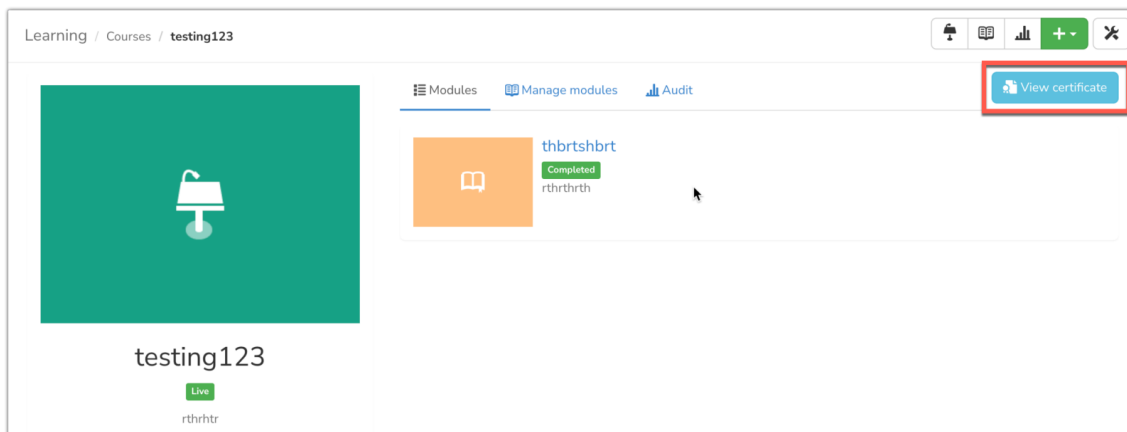 Learning / Courses / testing123
+
Modules Manage modules Audit View certificate
thbrtshbrt
Completed
rthrthrth
testing123
Live
rthrhtr